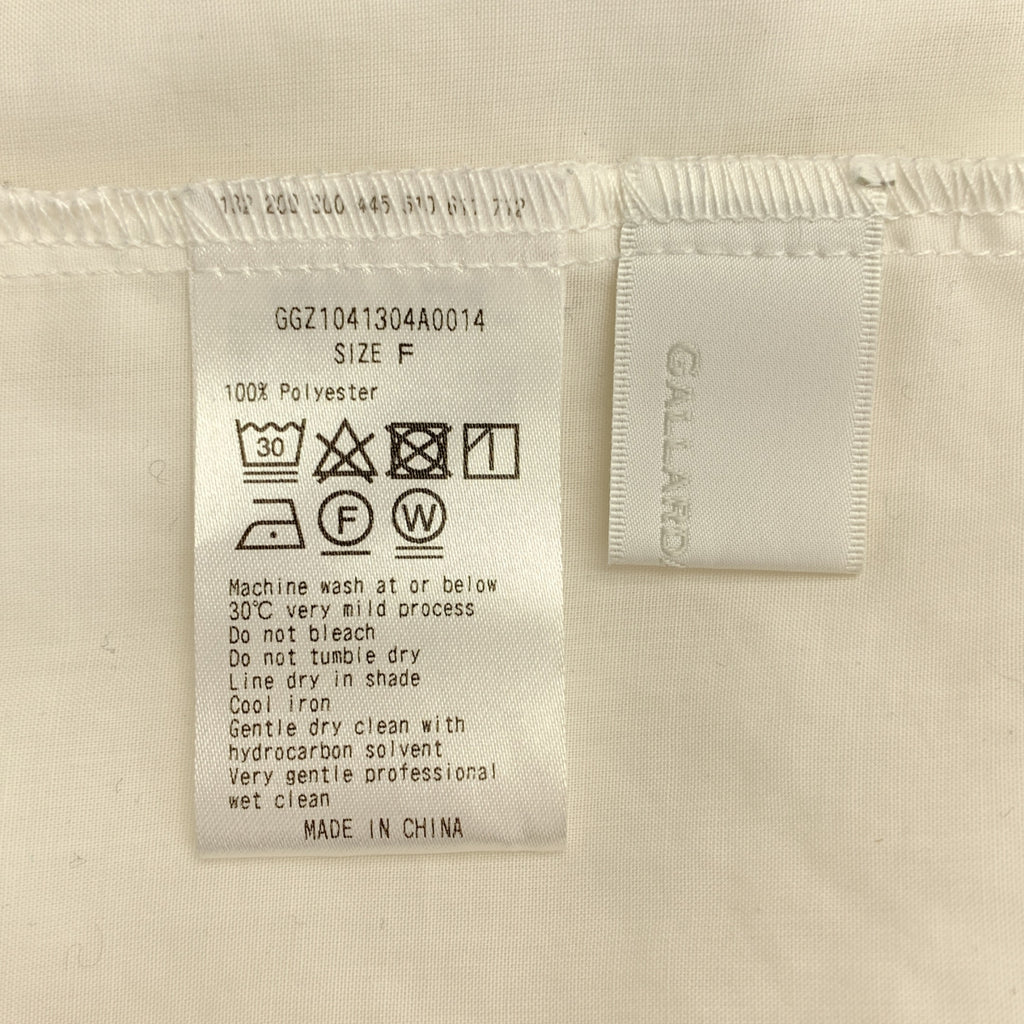 445
GGZ1041304A0014
SIZE F
100% Polyester
30
F W
Machine wash at or below
30℃ very mild process
Do not bleach
Do not tumble dry
Line dry in shade
Cool iron
Gentle dry clean with
hydrocarbon solvent
Very gentle professional
wet clean
MADE IN CHINA